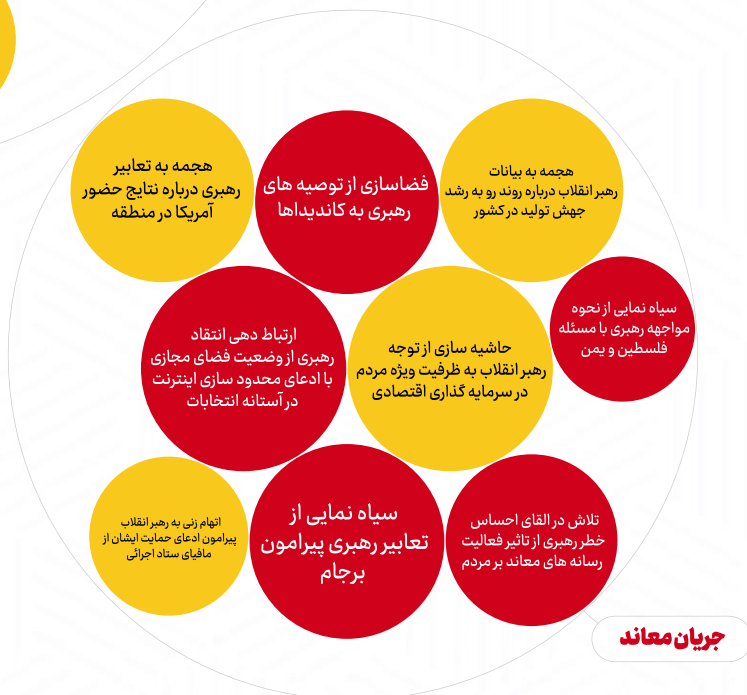 هجمه به بیانات
رهبر انقلاب درباره روند رو به رشد
جهش تولید در کشور
فضاسازی از توصیه های
رهبری به کاندیداها
هجمه به تعابیر
رهبری درباره نتایج حضور
آمریکا در منطقه
سیاه نمایی از نحوه
مواجهه رهبری با مسئله
فلسطین و یمن
حاشیه سازی از توجه
رهبر انقلاب به ظرفیت ویژه مردم
در سرمایه گذاری اقتصادی
ارتباط دهی انتقاد
رهبری از وضعیت فضای مجازی
با ادعای محدود سازی اینترنت
در آستانه انتخابات
تلاش در القای احساس
خطر رهبری از تاثیر فعالیت
رسانه های معاند بر مردم
سیاه نمایی از
تعابیر رهبری پیرامون
برجام
اتهام زنی به رهبر انقلاب
پیرامون ادعای حمایت ایشان از
مافیای ستاد اجرائی
جریان معاند